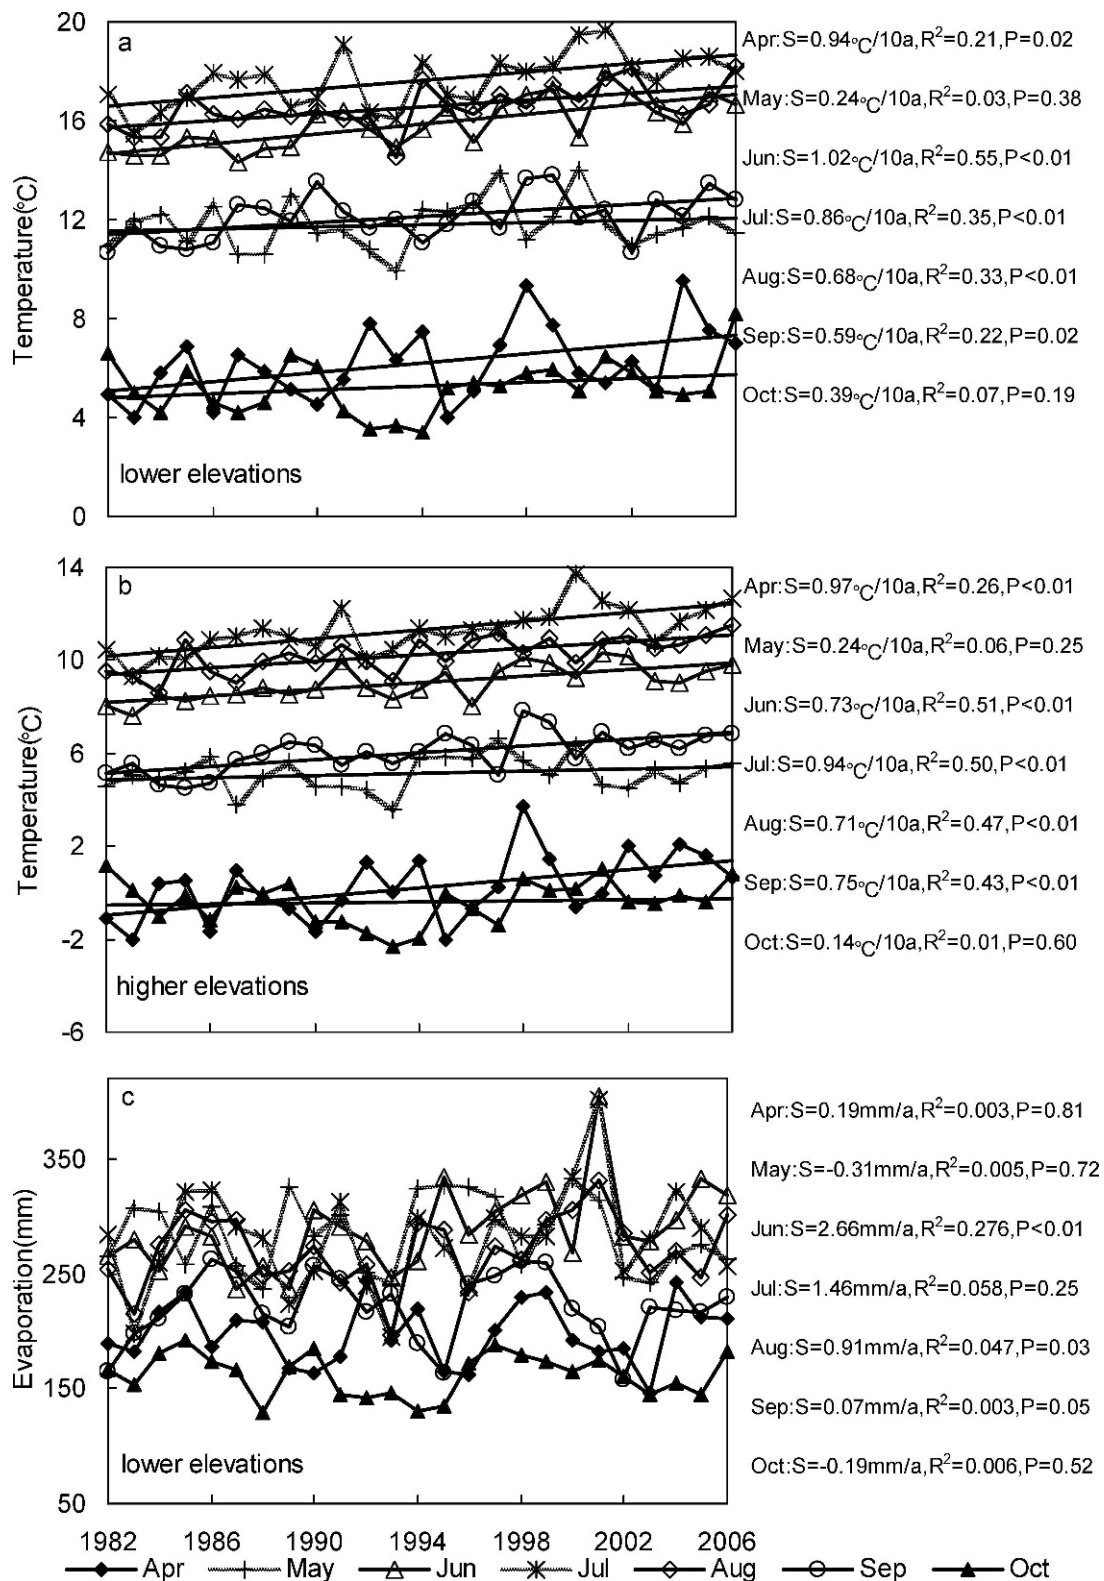 20
a
Apr:S=0.94°C/10a,R²=0.21,P=0.02
16
May:S=0.24°C/10a,R²=0.03,P=0.38
Jun:S=1.02°C/10a,R²=0.55,P<0.01
12
Jul:S=0.86°C/10a,R²=0.35,P<0.01
Aug:S=0.68°C/10a,R²=0.33,P<0.01
8
Sep:S=0.59°C/10a,R²=0.22,P=0.02
4
Oct:S=0.39°C/10a,R²=0.07,P=0.19
Temperature(°C)
lower elevations
0
14
b
Apr:S=0.97°C/10a,R²=0.26,P<0.01
10
May:S=0.24°C/10a,R²=0.06,P=0.25
Jun:S=0.73°C/10a,R²=0.51,P<0.01
6
Jul:S=0.94°C/10a,R²=0.50,P<0.01
2
Aug:S=0.71°C/10a,R²=0.47,P<0.01
Sep:S=0.75°C/10a,R²=0.43,P<0.01
-2
Oct:S=0.14°C/10a,R²=0.01,P=0.60
Temperature(°C)
higher elevations
-6
c
Apr:S=0.19mm/a,R²=0.003,P=0.81
350
May:S=-0.31mm/a,R²=0.005,P=0.72
Jun:S=2.66mm/a,R²=0.276,P<0.01
250
Jul:S=1.46mm/a,R²=0.058,P=0.25
Aug:S=0.91mm/a,R²=0.047,P=0.03
150
Sep:S=0.07mm/a,R²=0.003,P=0.05
Oct:S=-0.19mm/a,R²=0.006,P=0.52
Evaporation(mm)
lower elevations
50
1982 1986 1990 1994 1998 2002 2006
Apr May Jun Jul Aug Sep Oct